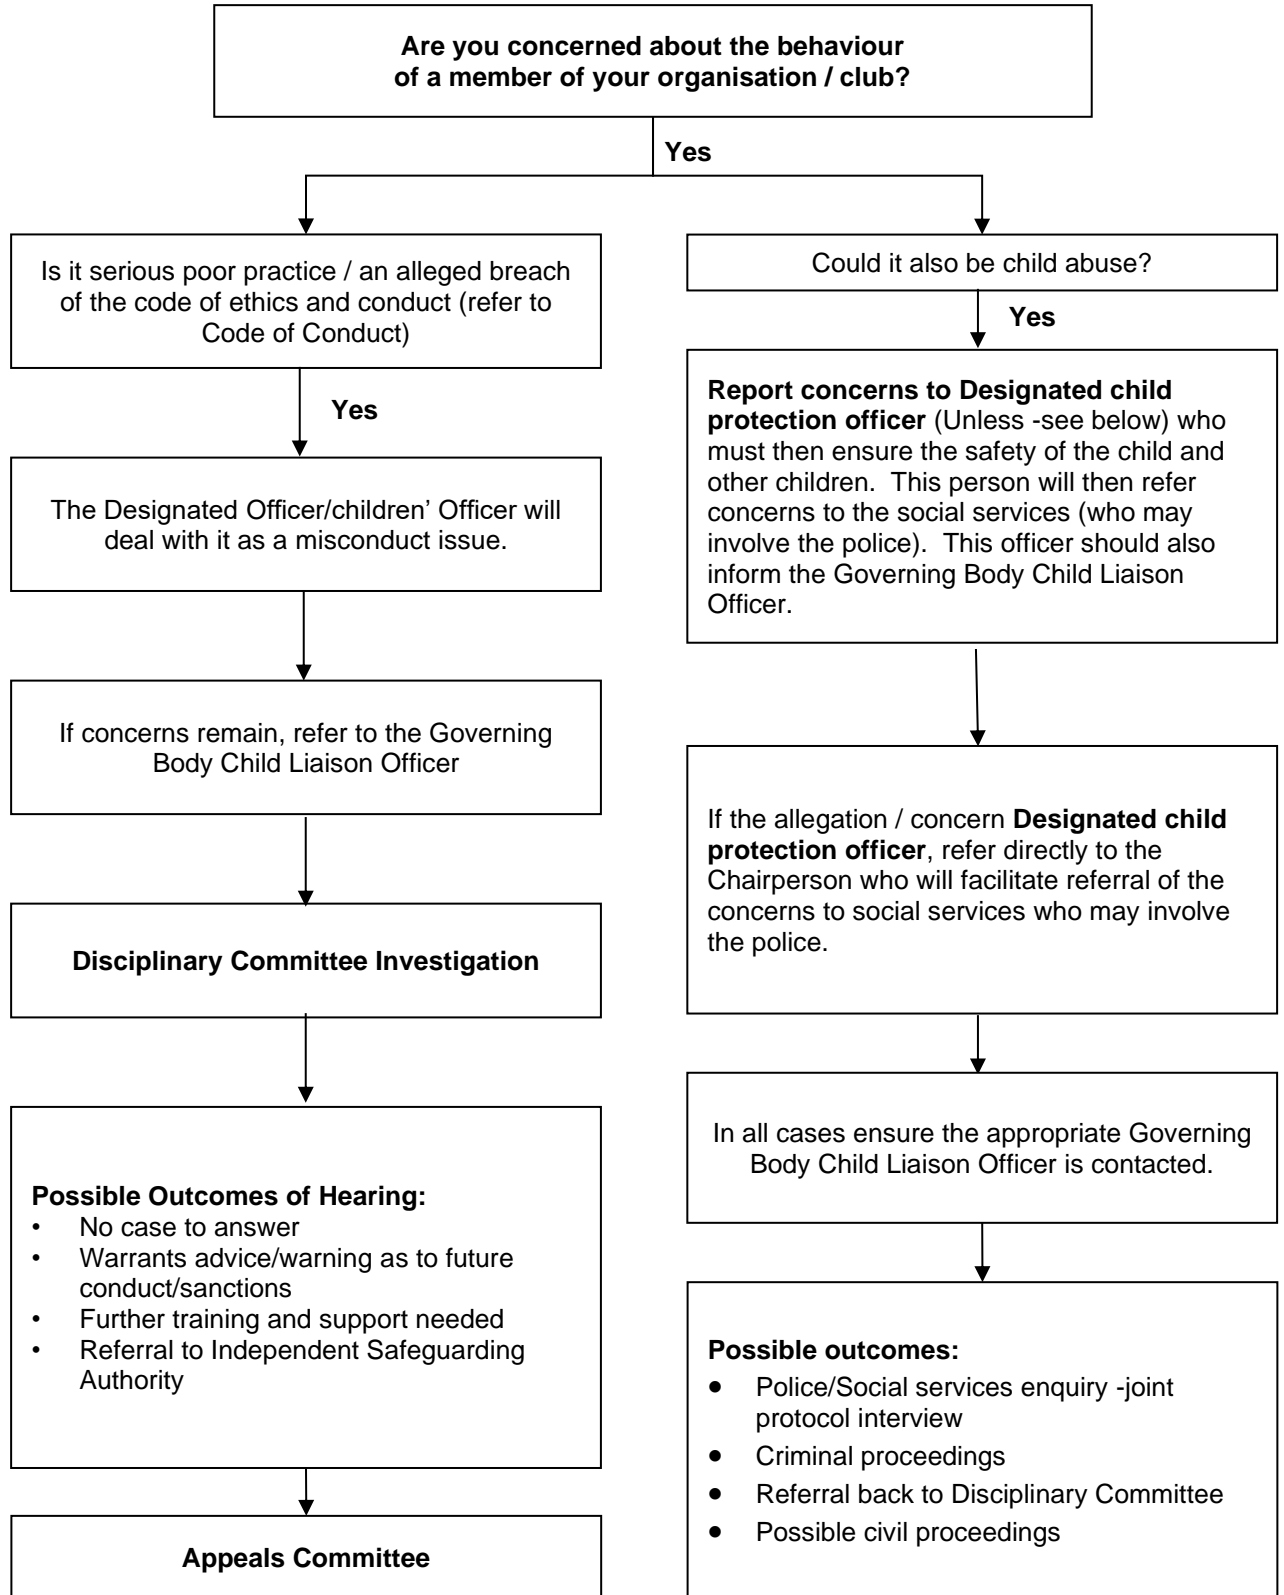 Are you concerned about the behaviour
of a member of your organisation / club?
Yes
Is it serious poor practice / an alleged breach
of the code of ethics and conduct (refer to
Code of Conduct)
Yes
The Designated Officer/children’ Officer will
deal with it as a misconduct issue.
If concerns remain, refer to the Governing
Body Child Liaison Officer
Disciplinary Committee Investigation
Possible Outcomes of Hearing:
• No case to answer
• Warrants advice/warning as to future
conduct/sanctions
• Further training and support needed
• Referral to Independent Safeguarding
Authority
Appeals Committee
Could it also be child abuse?
Yes
Report concerns to Designated child
protection officer (Unless -see below) who
must then ensure the safety of the child and
other children.  This person will then refer
concerns to the social services (who may
involve the police).  This officer should also
inform the Governing Body Child Liaison
Officer.
If the allegation / concern Designated child
protection officer, refer directly to the
Chairperson who will facilitate referral of the
concerns to social services who may involve
the police.
In all cases ensure the appropriate Governing
Body Child Liaison Officer is contacted.
Possible outcomes:
• Police/Social services enquiry -joint
protocol interview
• Criminal proceedings
• Referral back to Disciplinary Committee
• Possible civil proceedings